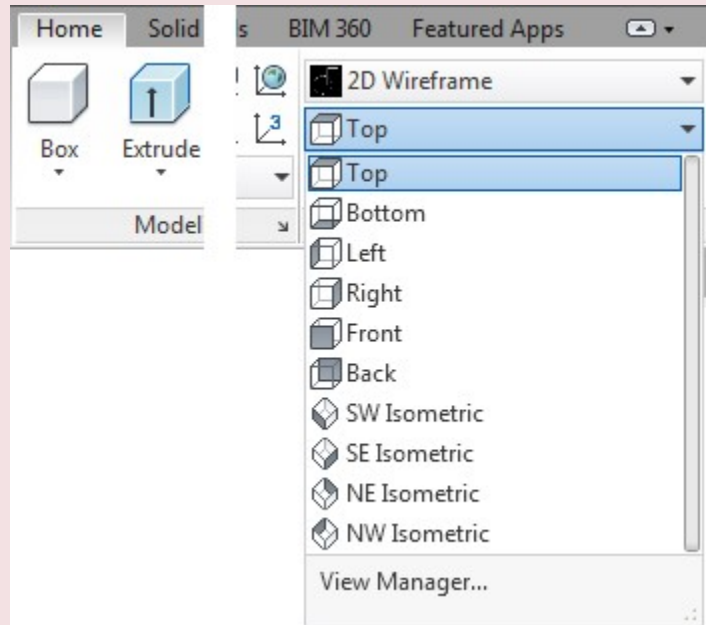 Home Solid s BIM 360 Featured Apps
2D Wireframe
3 Top
Box Extrude
Top
Model
Bottom
Left
Right
Front
Back
SW Isometric
SE Isometric
NE Isometric
NW Isometric
View Manager...